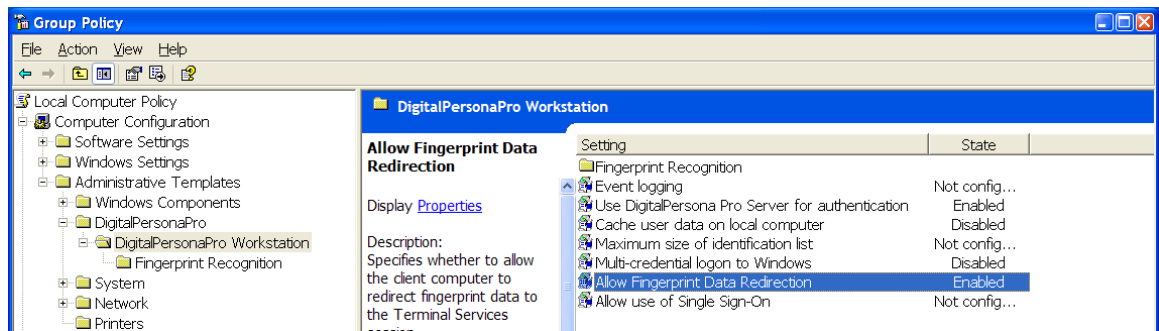 Group Policy
File Action View Help
Local Computer Policy
Computer Configuration
Software Settings
Windows Settings
Administrative Templates
Windows Components
DigitalPersonaPro
DigitalPersonaPro Workstation
Fingerprint Recognition
System
Network
Printers
DigitalPersonaPro Workstation
Allow Fingerprint Data
Redirection
Display Properties
Description:
Specifies whether to allow
the client computer to
redirect fingerprint data to
the Terminal Services
Setting State
Fingerprint Recognition
Event logging Not config...
Use DigitalPersona Pro Server for authentication Enabled
Cache user data on local computer Disabled
Maximum size of identification list Not config...
Multi-credential logon to Windows Disabled
Allow Fingerprint Data Redirection Enabled
Allow use of Single Sign-On Not config...